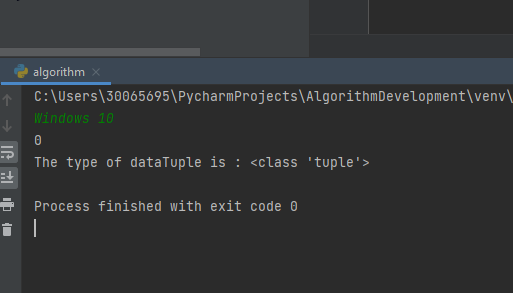 algorithm
C:\Users\30065695\PycharmProjects\AlgorithmDevelopment\venv\
Windows 10
0
The type of dataTuple is : <class 'tuple'>
Process finished with exit code 0